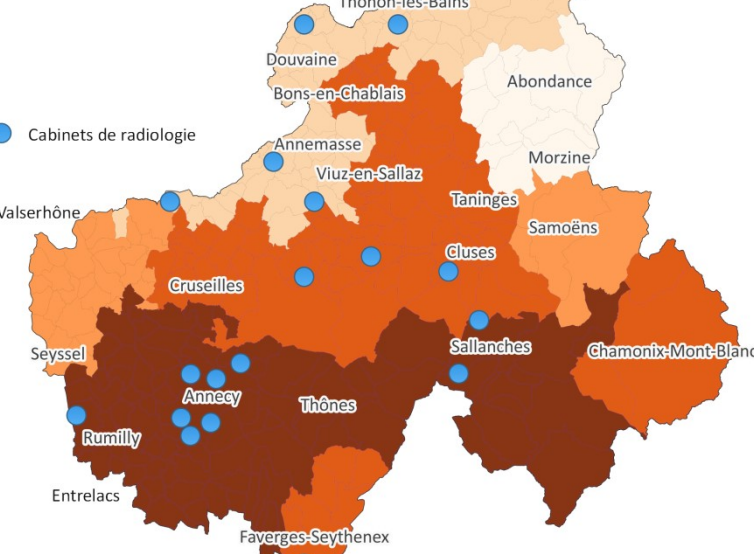 Thonon-les-Bains
Douvaine
Abondance
Bons-en-Chablais
Cabinets de radiologie
Annemasse
Morzine
Viuz-en-Sallaz
Taninges
Valserhône
Samoëns
Cluses
Cruseilles
Sallanches
Chamonix-Mont-Blanc
Seyssel
Annecy
Thônes
Rumilly
Entrelacs
Faverges-Seythenex